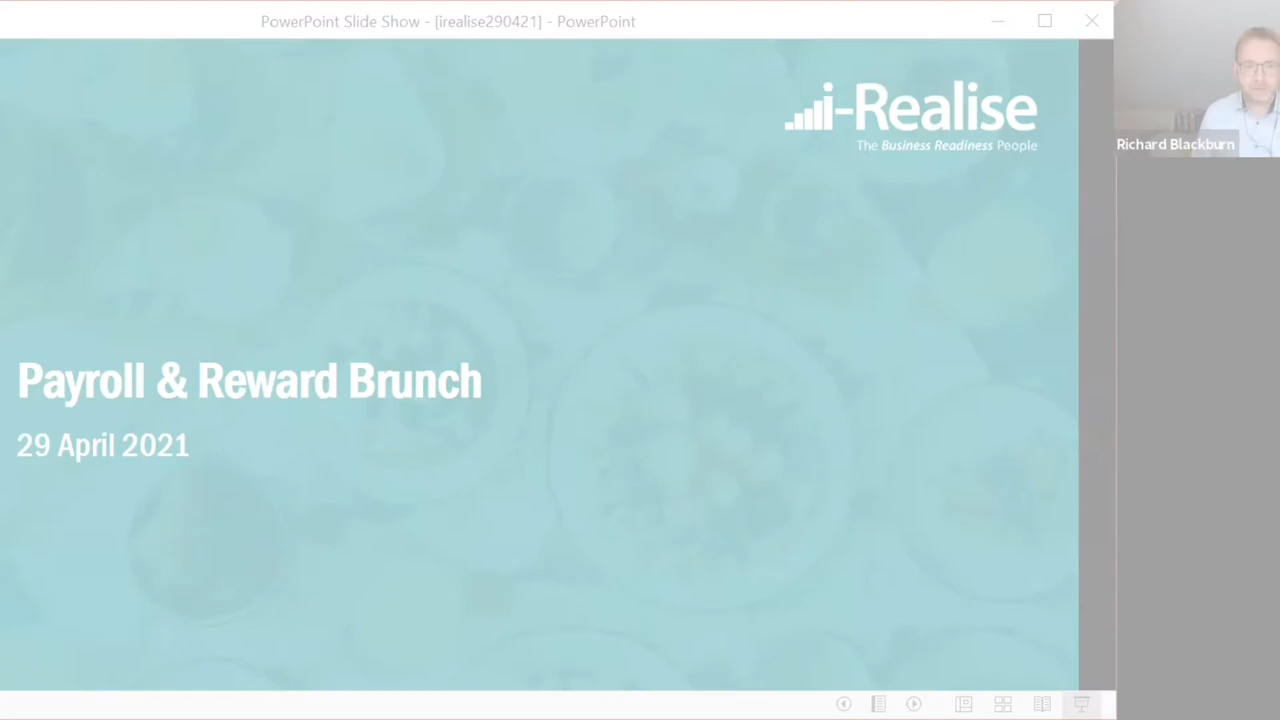 PowerPoint Slide Show - [irealise290421] - PowerPoint
i-Realise
The Business Readiness People
Richard Blackburn
Payroll & Reward Brunch
29 April 2021